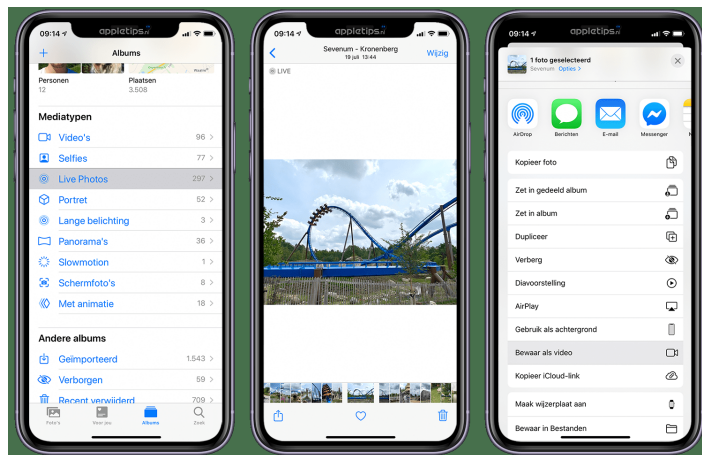 09:14
appletips.nl
Albums
Personen
12
Plaatsen
3.508
Mediatypen
Video's 96
Selfies 77
Live Photos 297
Portret 52
Lange belichting 3
Panorama's 36
Slowmotion 1
Schermfoto's 8
Met animatie 18
Andere albums
Geïmporteerd 1.543
Verborgen 59
Recent verwijderd 709
Foto's
Voor jou
Albums
Zoek
09:14
appletips.nl
Sevenum - Kronenberg
19 juli 13:44
Wijzig
LIVE
09:14
appletips.nl
1 foto geselecteerd
Sevenum Opties >
AirDrop
Berichten
E-mail
Messenger
Kopieer foto
Zet in gedeeld album
Zet in album
Dupliceer
Verberg
Diavoorstelling
AirPlay
Gebruik als achtergrond
Bewaar als video
Kopieer iCloud-link
Maak wijzerplaat aan
Bewaar in Bestanden